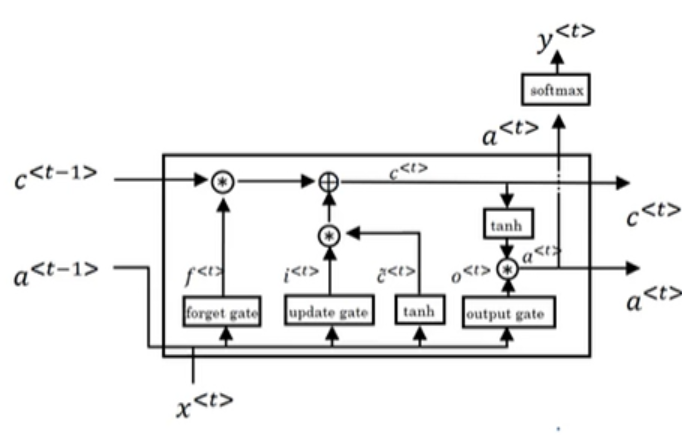 y<t>
softmax
a<t>
c<t-1>
c<t>
c<t>
tanh
a<t-1>
f<t>
i<t>
c̃<t>
o<t>
a<t>
a<t>
forget gate
update gate
tanh
output gate
x<t>